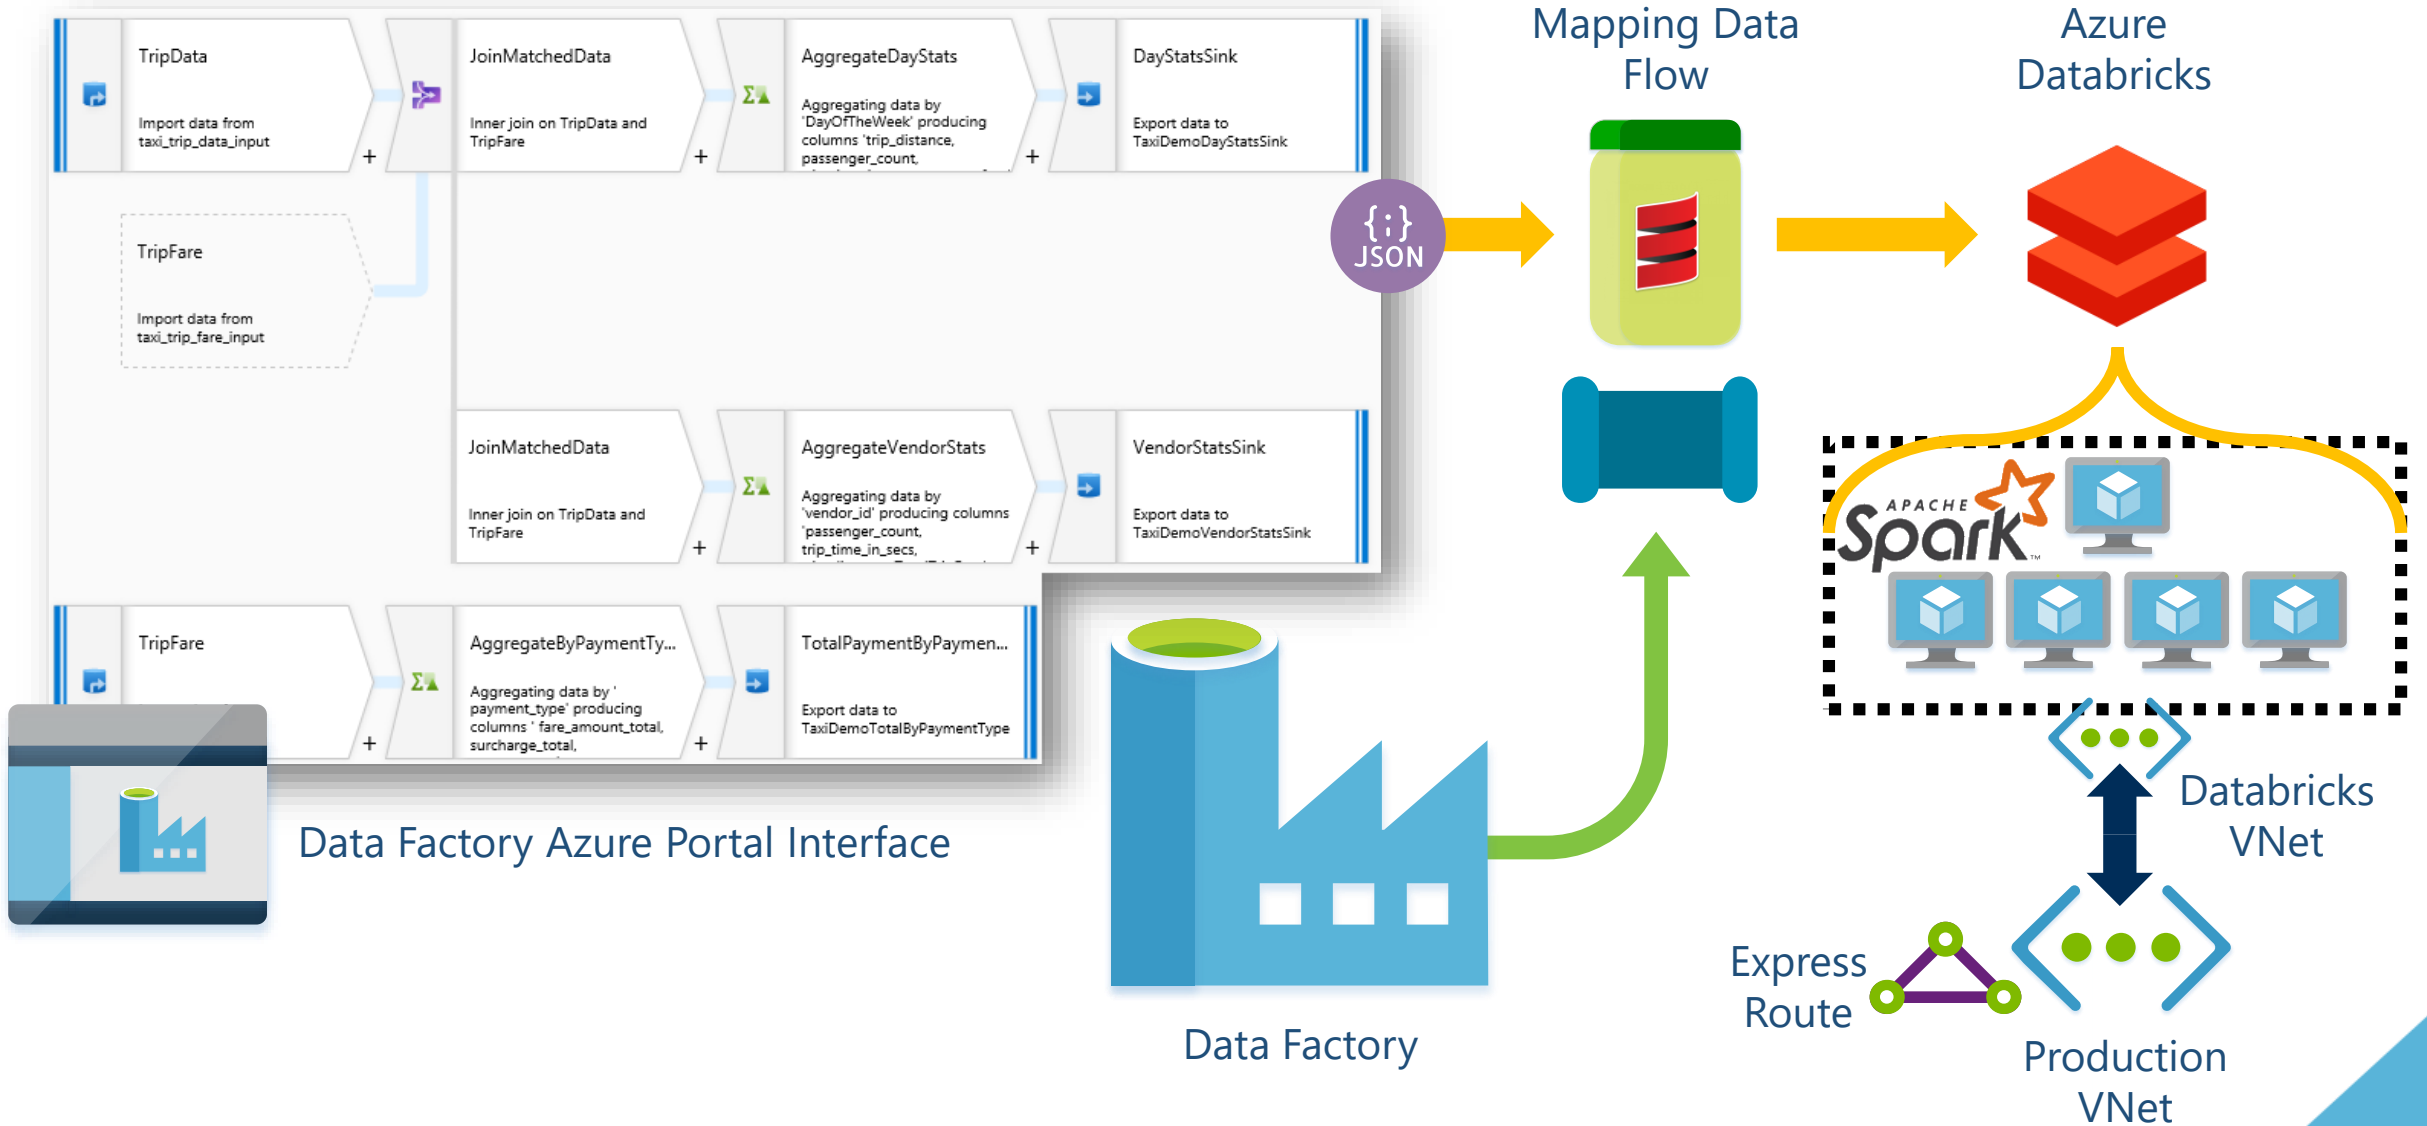 TripData
Import data from
taxi_trip_data_input
+
JoinMatchedData
Inner join on TripData and
TripFare
+
AggregateDayStats
Aggregating data by
'DayOfTheWeek' producing
columns 'trip_distance,
passenger_count,
+
DayStatsSink
Export data to
TaxiDemoDayStatsSink
TripFare
Import data from
taxi_trip_fare_input
JoinMatchedData
Inner join on TripData and
TripFare
+
AggregateVendorStats
Aggregating data by
'vendor_id' producing columns
'passenger_count,
trip_time_in_secs,
+
VendorStatsSink
Export data to
TaxiDemoVendorStatsSink
TripFare
+
AggregateByPaymentTy...
Aggregating data by '
payment_type' producing
columns ' fare_amount_total,
surcharge_total,
+
TotalPaymentByPaymen...
Export data to
TaxiDemoTotalByPaymentType
Data Factory Azure Portal Interface
{;}
JSON
Mapping Data
Flow
Azure
Databricks
APACHE
Spark™
Data Factory
Databricks
VNet
Express
Route
Production
VNet